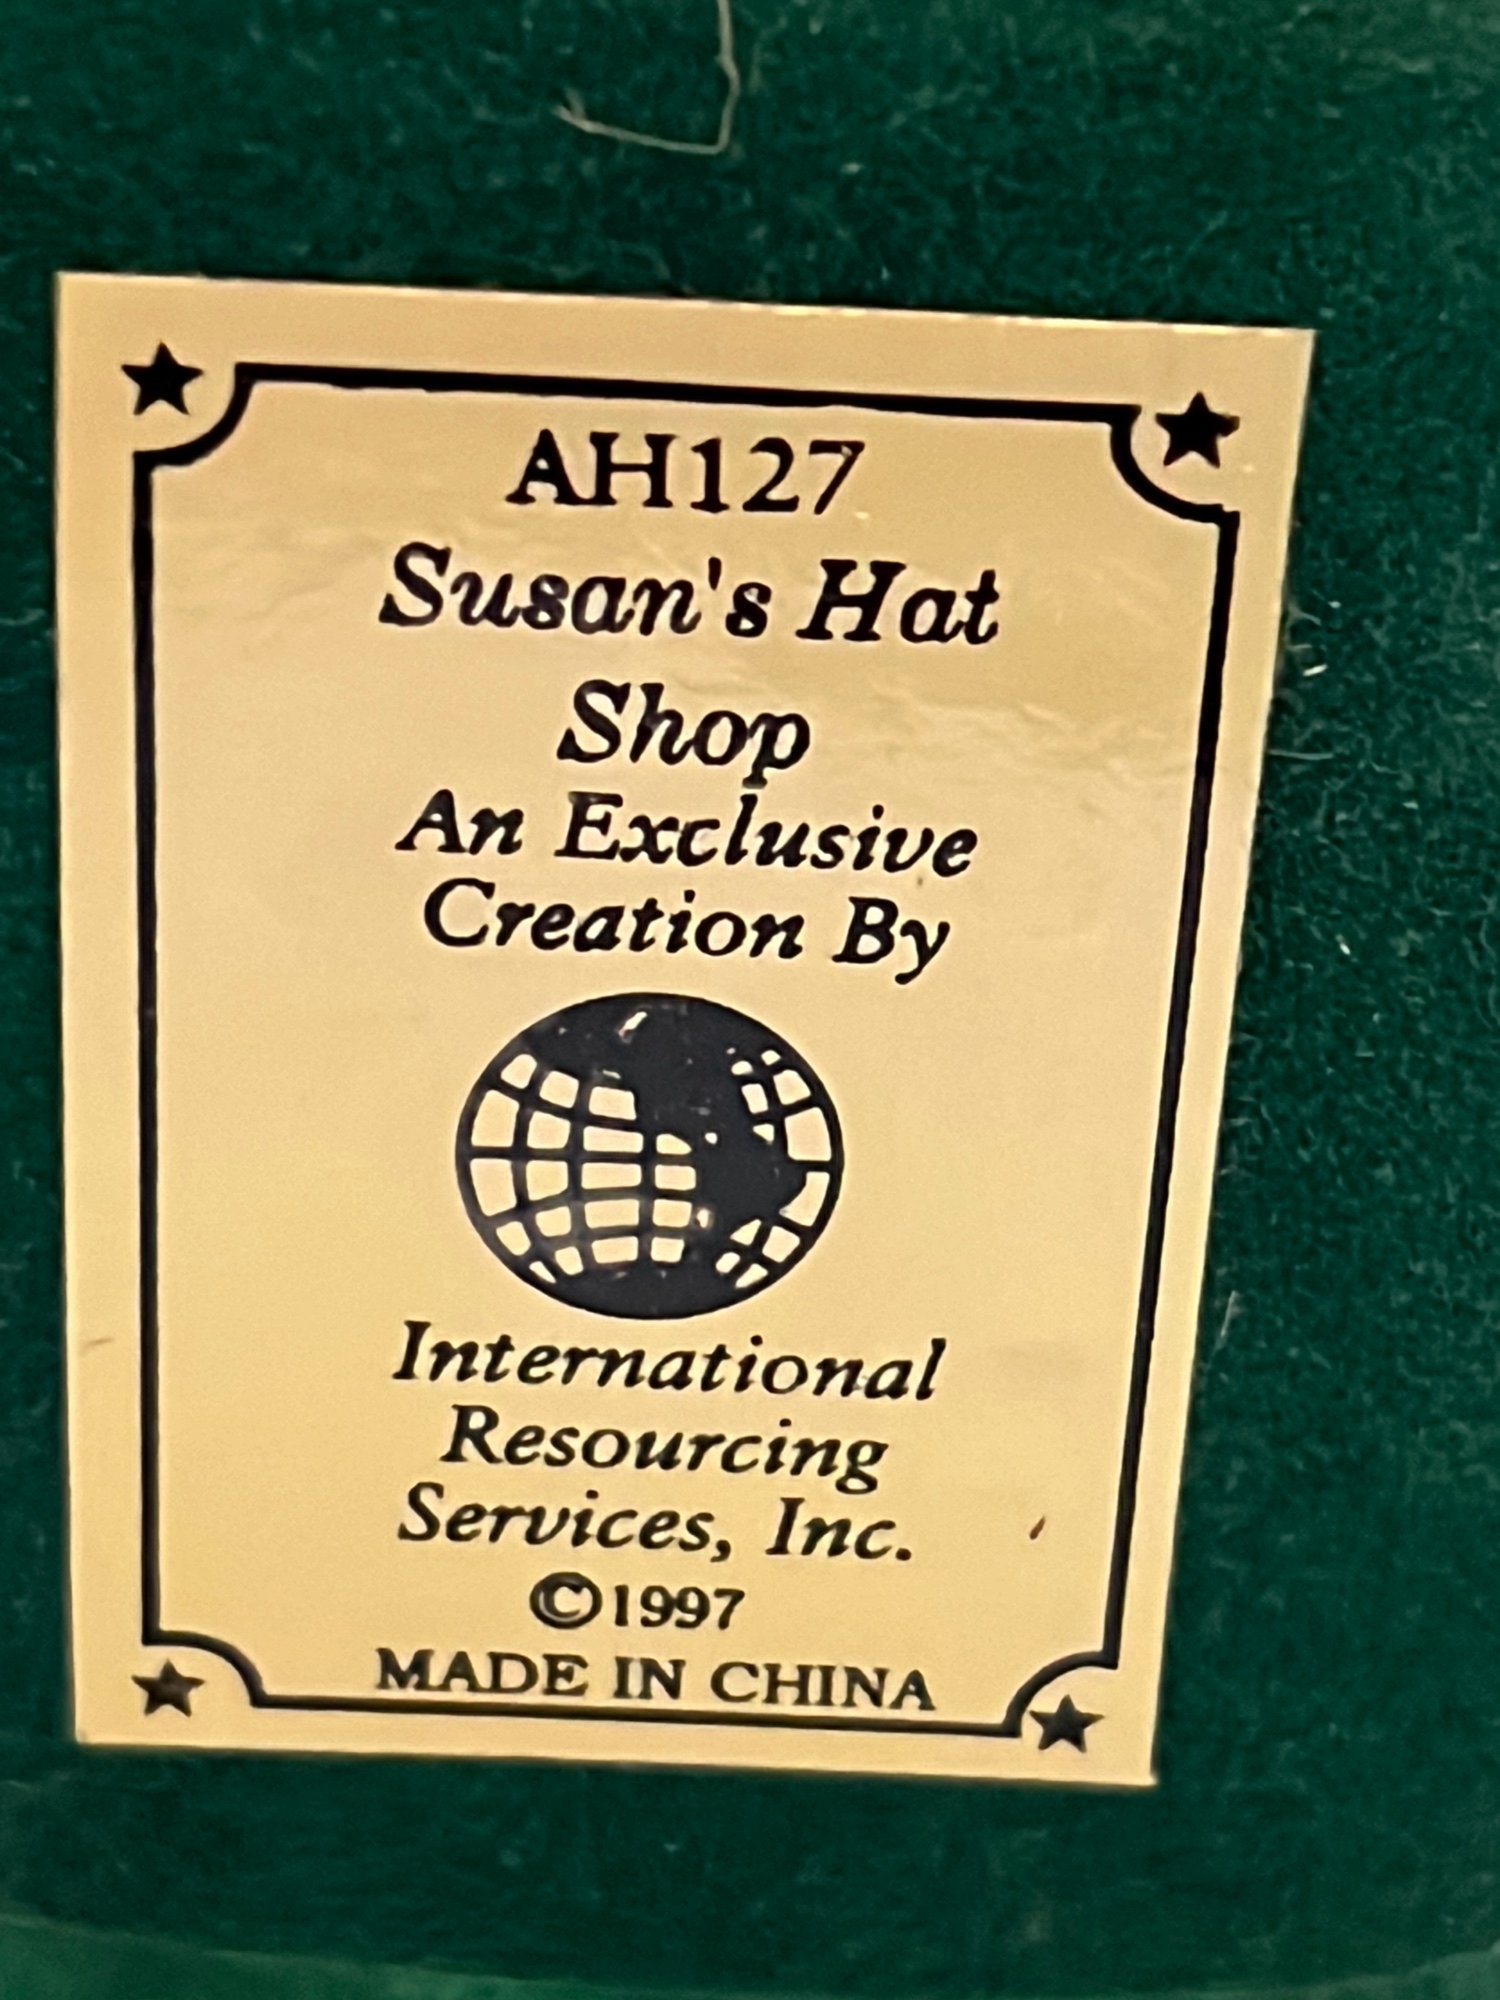 AH127
Susan's Hat
Shop
An Exclusive
Creation By
International
Resourcing
Services, Inc.
©1997
MADE IN CHINA